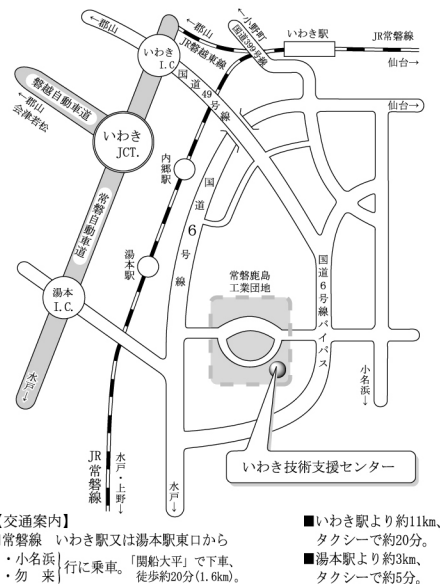 ←郡山
←郡山
JR磐越東線
←小野町
国道399号線
いわき駅
JR常磐線
仙台→
いわき
I.C.
国道49号線
仙台→
磐越自動車道
←郡山
会津若松
いわき
JCT.
内郷駅
国道6号線
常磐自動車道
湯本駅
常磐鹿島
工業団地
国道6号線バイパス
湯本
I.C.
小名浜→
水戸→
いわき技術支援センター
JR常磐線
水戸・上野→
水戸→
【交通案内】
常磐線 いわき駅又は湯本駅東口から
・小名浜
・勿 来
行に乗車。「関船大平」で下車、
徒歩約20分(1.6km)。
■いわき駅より約11km、
タクシーで約20分。
■湯本駅より約3km、
タクシーで約5分。